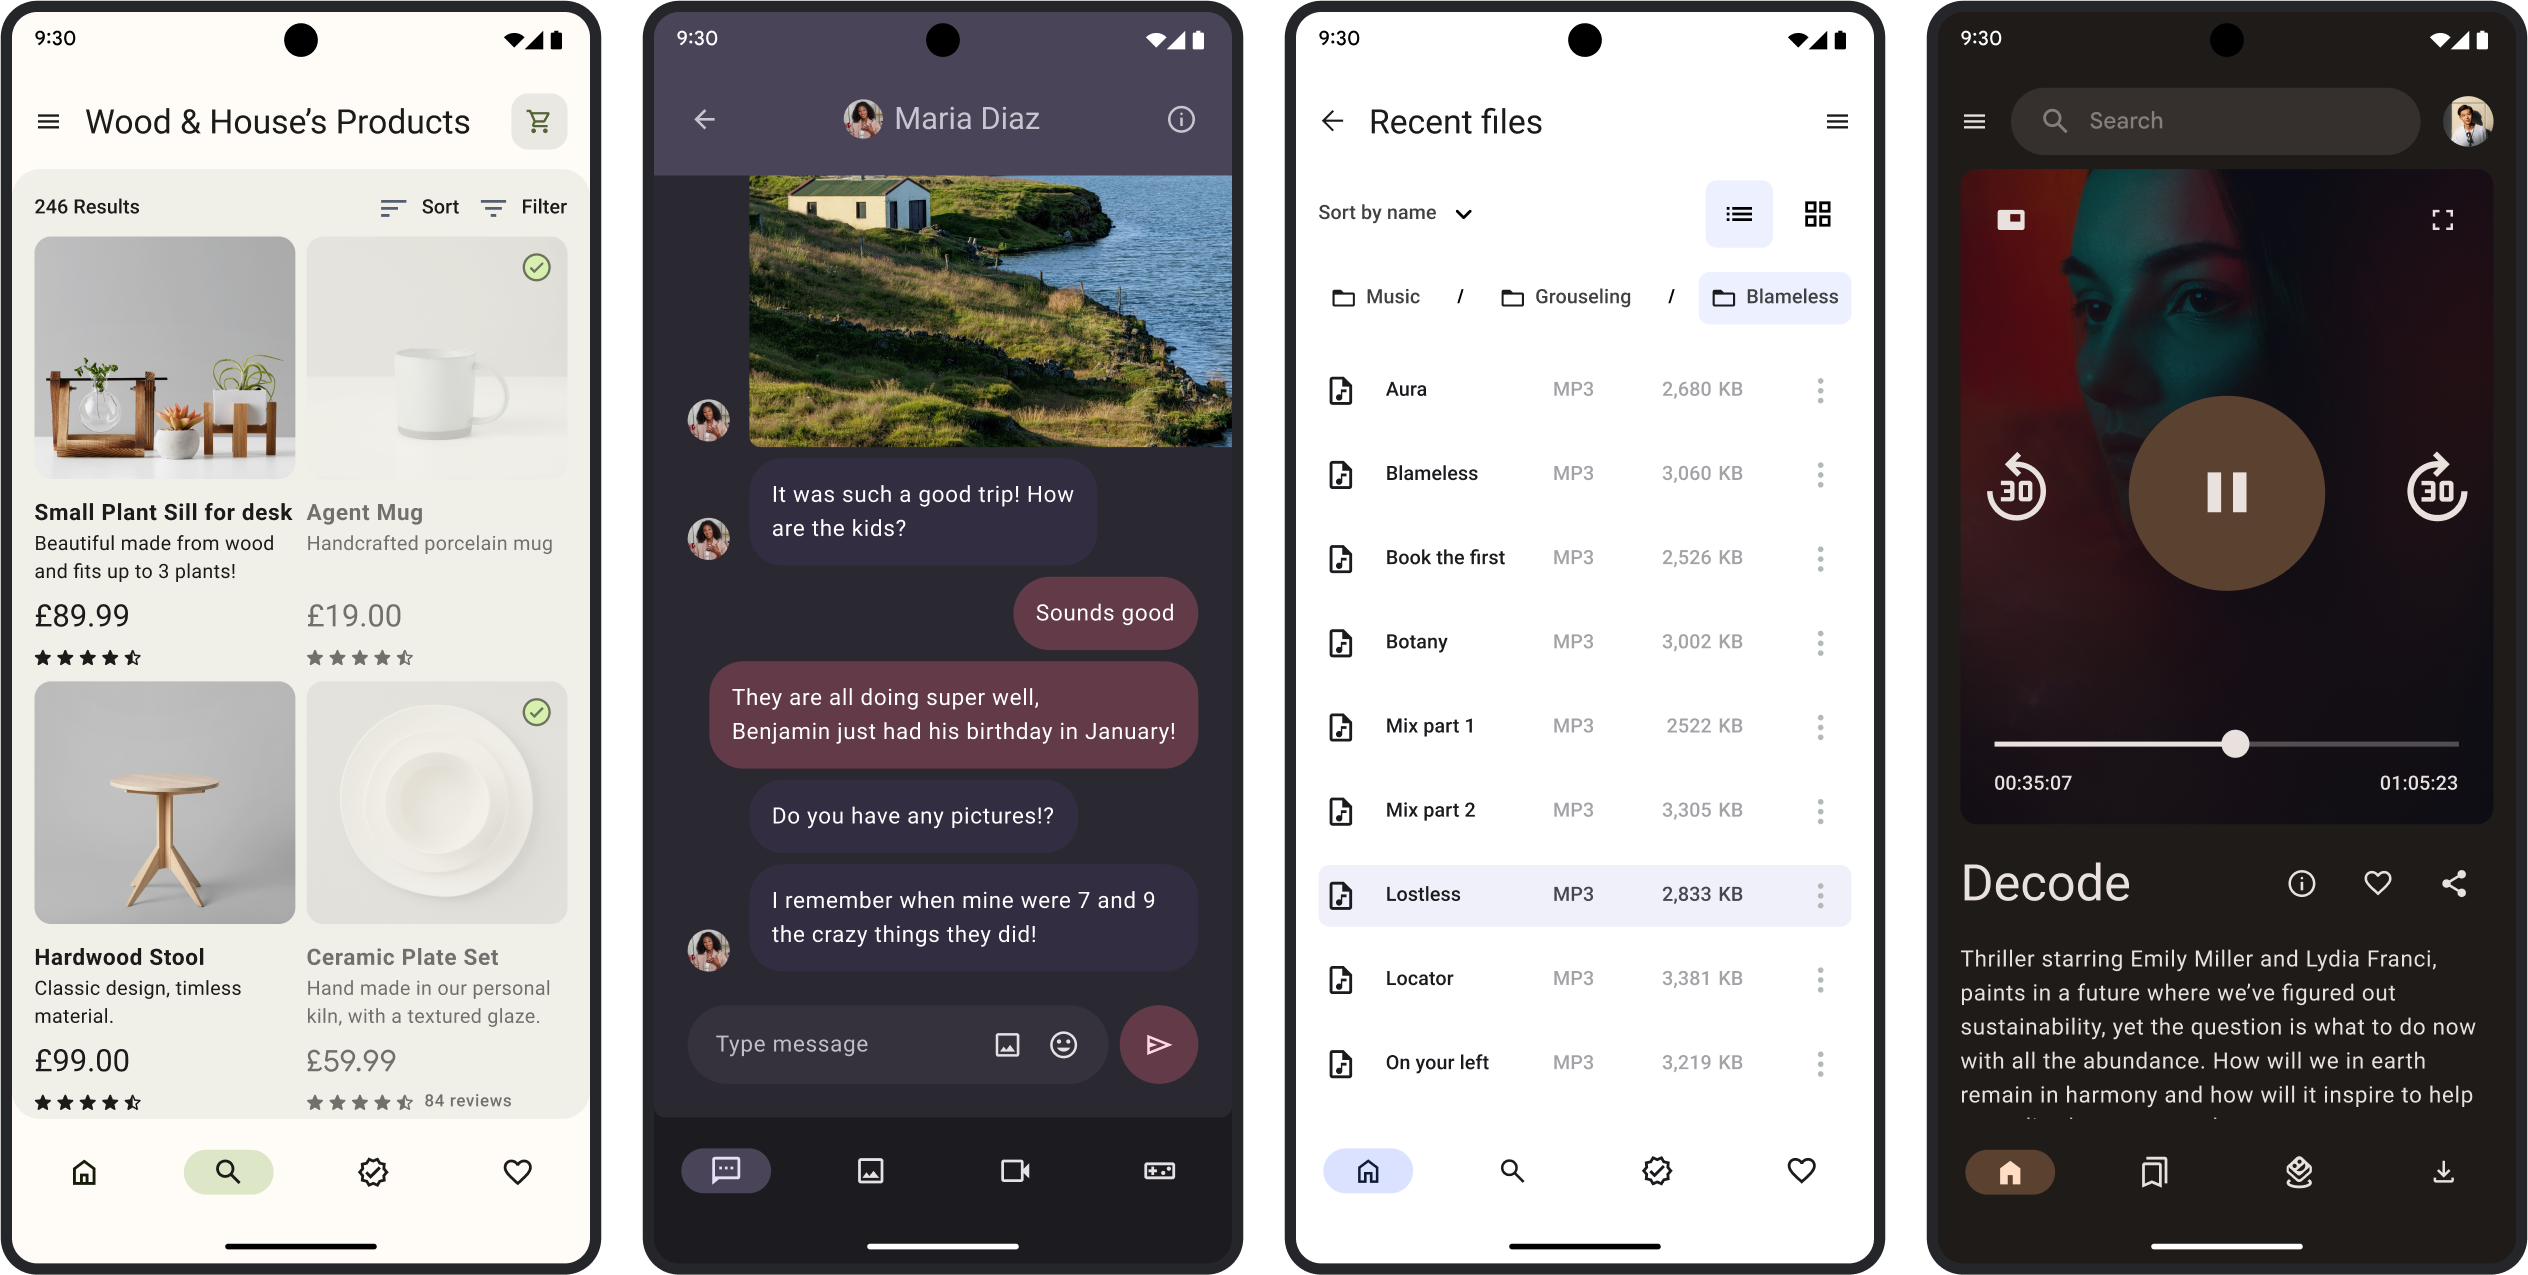 9:30
Wood & House’s Products
246 Results
Sort
Filter
Small Plant Sill for desk
Beautiful made from wood
and fits up to 3 plants!
£89.99
Agent Mug
Handcrafted porcelain mug
£19.00
Hardwood Stool
Classic design, timless
material.
£99.00
Ceramic Plate Set
Hand made in our personal
kiln, with a textured glaze.
£59.99
84 reviews
9:30
Maria Diaz
It was such a good trip! How
are the kids?
Sounds good
They are all doing super well,
Benjamin just had his birthday in January!
Do you have any pictures!?
I remember when mine were 7 and 9
the crazy things they did!
Type message
9:30
Recent files
Sort by name
Music / Grouseling / Blameless
Aura MP3 2,680 KB
Blameless MP3 3,060 KB
Book the first MP3 2,526 KB
Botany MP3 3,002 KB
Mix part 1 MP3 2522 KB
Mix part 2 MP3 3,305 KB
Lostless MP3 2,833 KB
Locator MP3 3,381 KB
On your left MP3 3,219 KB
9:30
Search
30
30
00:35:07
01:05:23
Decode
Thriller starring Emily Miller and Lydia Franci,
paints in a future where we’ve figured out
sustainability, yet the question is what to do now
with all the abundance. How will we in earth
remain in harmony and how will it inspire to help